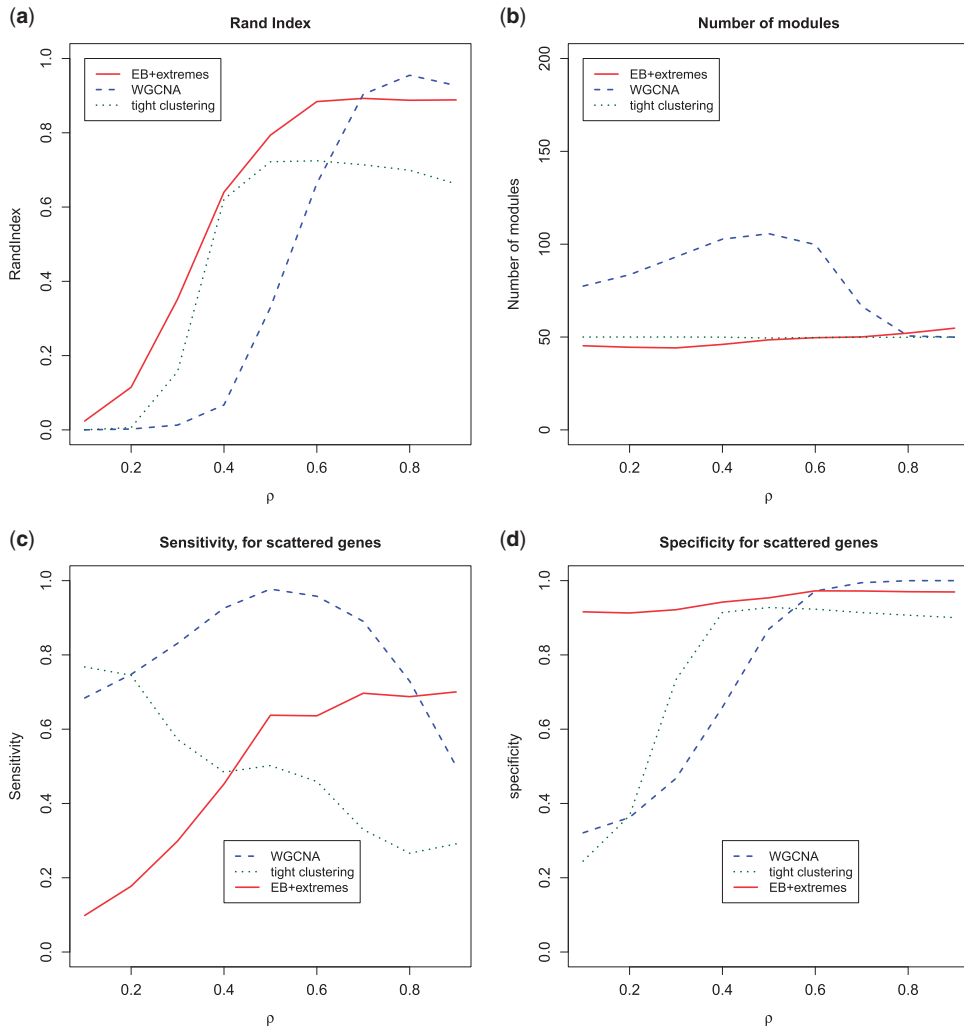 (a)
Rand Index
RandIndex
0.0
0.2
0.4
0.6
0.8
1.0
EB+extremes
WGCNA
tight clustering
0.2
0.4
0.6
0.8
ρ
(b)
Number of modules
Number of modules
0
50
100
150
200
EB+extremes
WGCNA
tight clustering
0.2
0.4
0.6
0.8
ρ
(c)
Sensitivity, for scattered genes
Sensitivity
0.0
0.2
0.4
0.6
0.8
1.0
WGCNA
tight clustering
EB+extremes
0.2
0.4
0.6
0.8
ρ
(d)
Specificity for scattered genes
specificity
0.0
0.2
0.4
0.6
0.8
1.0
WGCNA
tight clustering
EB+extremes
0.2
0.4
0.6
0.8
ρ